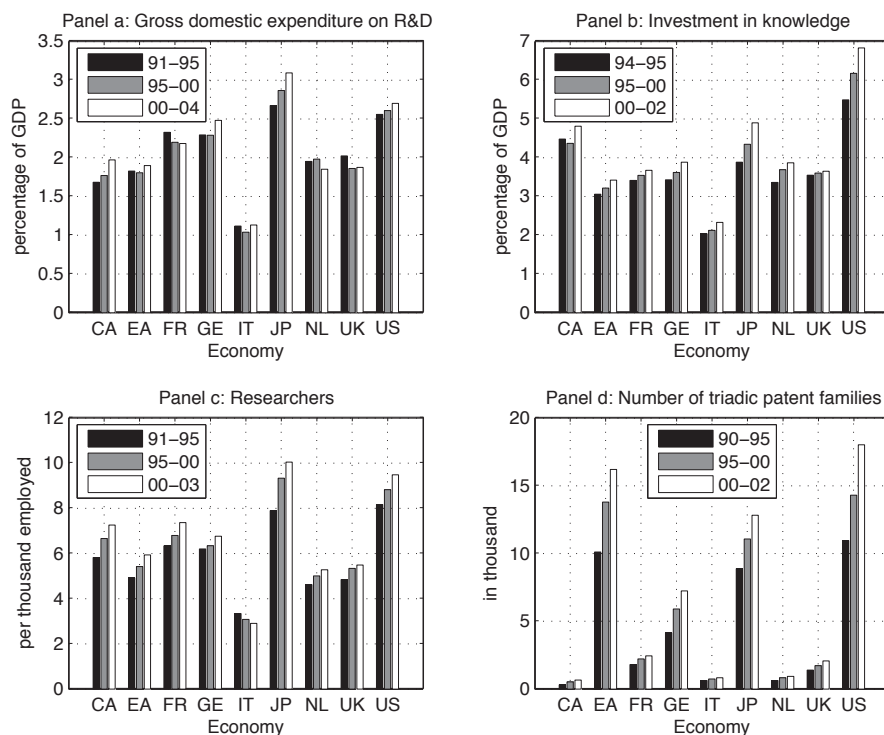 Panel a: Gross domestic expenditure on R&D
3.5
3
2.5
2
1.5
1
0.5
0
percentage of GDP
91−95
95−00
00−04
CA EA FR GE IT JP NL UK US
Economy
Panel b: Investment in knowledge
7
6
5
4
3
2
1
0
percentage of GDP
94−95
95−00
00−02
CA EA FR GE IT JP NL UK US
Economy
Panel c: Researchers
12
10
8
6
4
2
0
per thousand employed
91−95
95−00
00−03
CA EA FR GE IT JP NL UK US
Economy
Panel d: Number of triadic patent families
20
15
10
5
0
in thousand
90−95
95−00
00−02
CA EA FR GE IT JP NL UK US
Economy